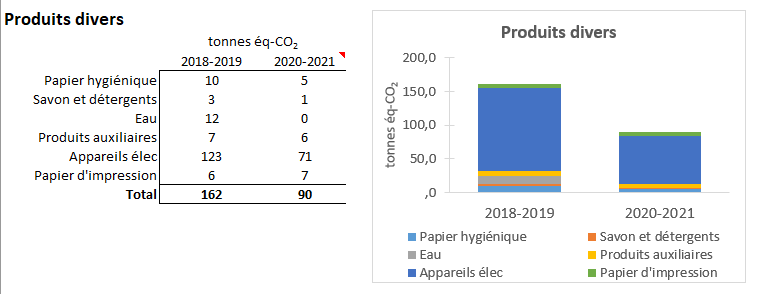 Produits divers
tonnes éq-CO₂
2018-2019 2020-2021
Papier hygiénique 10 5
Savon et détergents 3 1
Eau 12 0
Produits auxiliaires 7 6
Appareils élec 123 71
Papier d'impression 6 7
Total 162 90
Produits divers
tonnes éq-CO₂
200,0
150,0
100,0
50,0
,0
2018-2019 2020-2021
Papier hygiénique Savon et détergents
Eau Produits auxiliaires
Appareils élec Papier d'impression